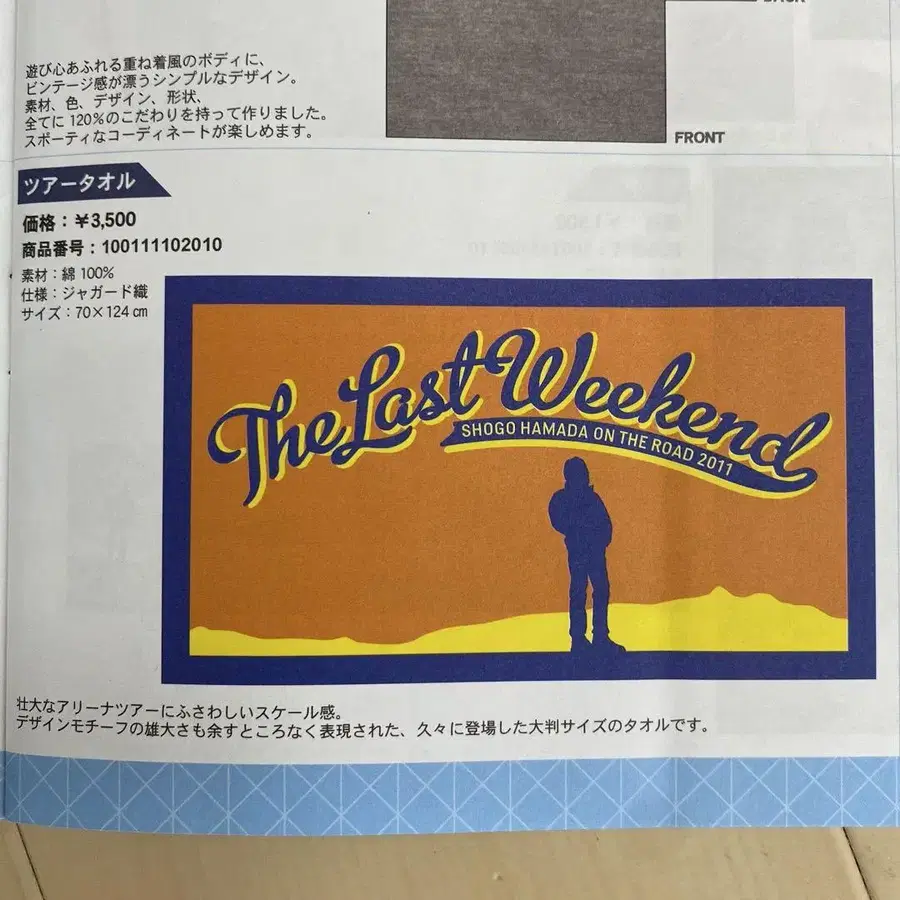 BACK
遊び心あふれる重ね着風のボディに、
ビンテージ感が漂うシンプルなデザイン。
素材、色、デザイン、形状、
全てに120%のこだわりを持って作りました。
スポーティなコーディネートが楽しめます。
FRONT
ツアータオル
価格：￥3,500
商品番号：100111102010
素材：綿 100%
仕様：ジャガード織
サイズ：70×124 ㎝
The Last Weekend
SHOGO HAMADA ON THE ROAD 2011
壮大なアリーナツアーにふさわしいスケール感。
デザインモチーフの雄大さも余すところなく表現された、久々に登場した大判サイズのタオルです。